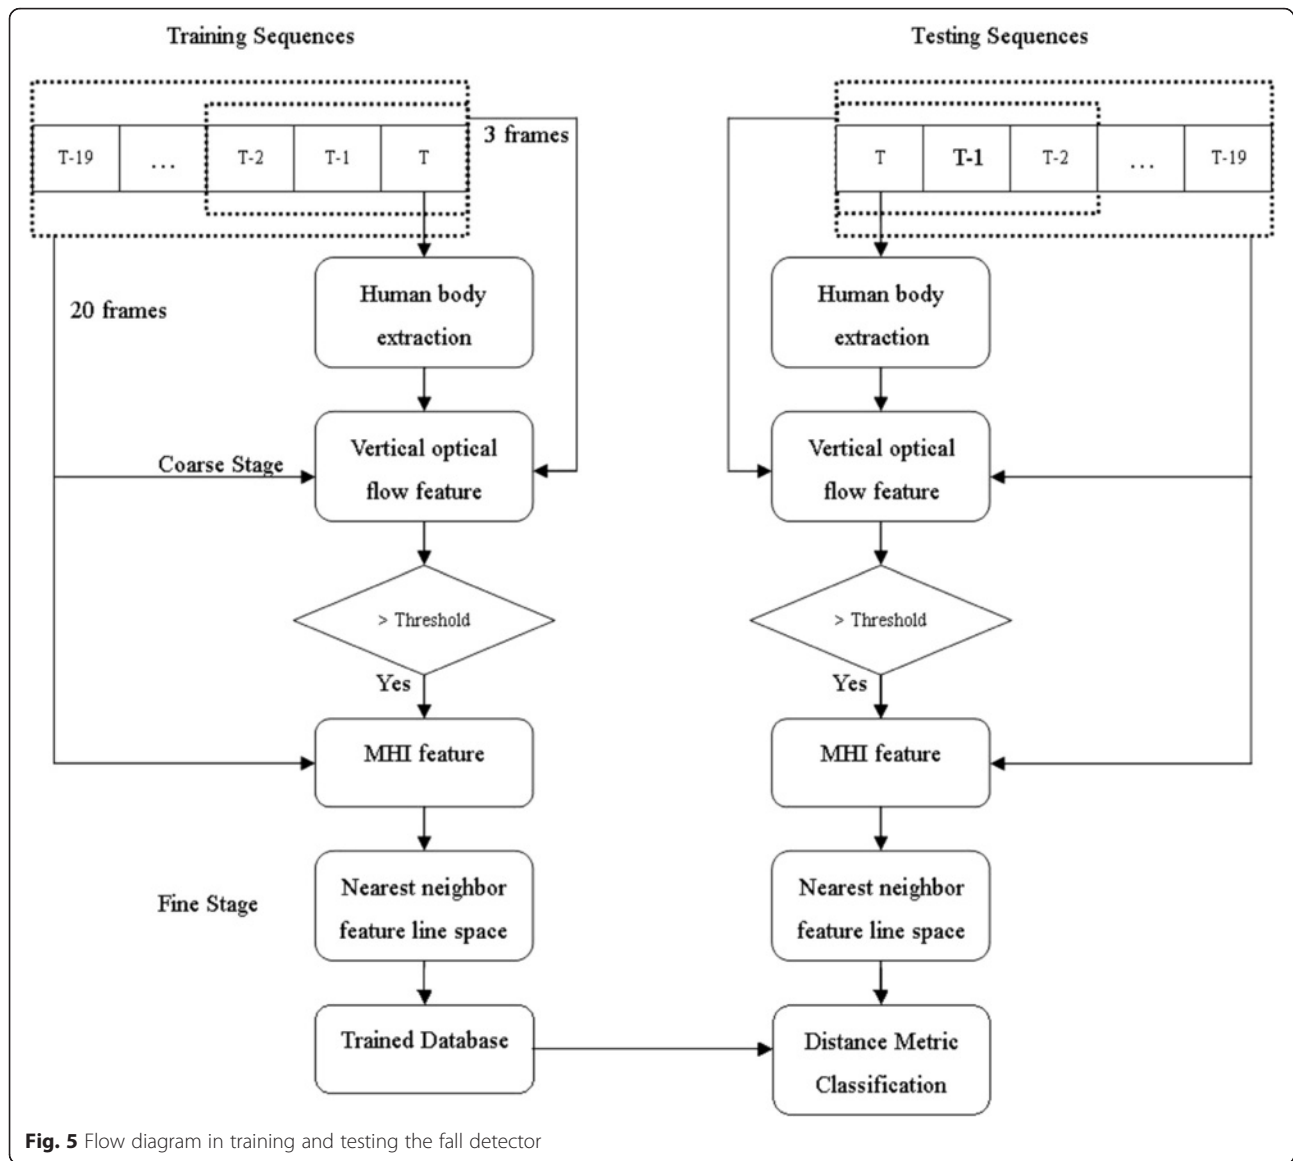 Training Sequences
Testing Sequences
T-19
...
T-2
T-1
T
3 frames
T
T-1
T-2
...
T-19
20 frames
Human body
extraction
Human body
extraction
Coarse Stage
Vertical optical
flow feature
Vertical optical
flow feature
> Threshold
> Threshold
Yes
Yes
MHI feature
MHI feature
Fine Stage
Nearest neighbor
feature line space
Nearest neighbor
feature line space
Trained Database
Distance Metric
Classification
Fig. 5 Flow diagram in training and testing the fall detector